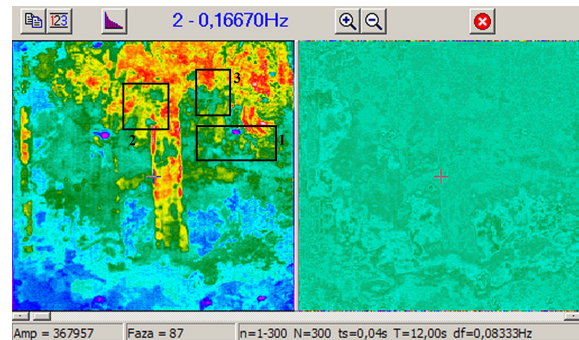 123
2 - 0,16670Hz
3
2
1
Amp = 367957 Faza = 87 n=1-300 N=300 ts=0,04s T=12,00s df=0,08333Hz